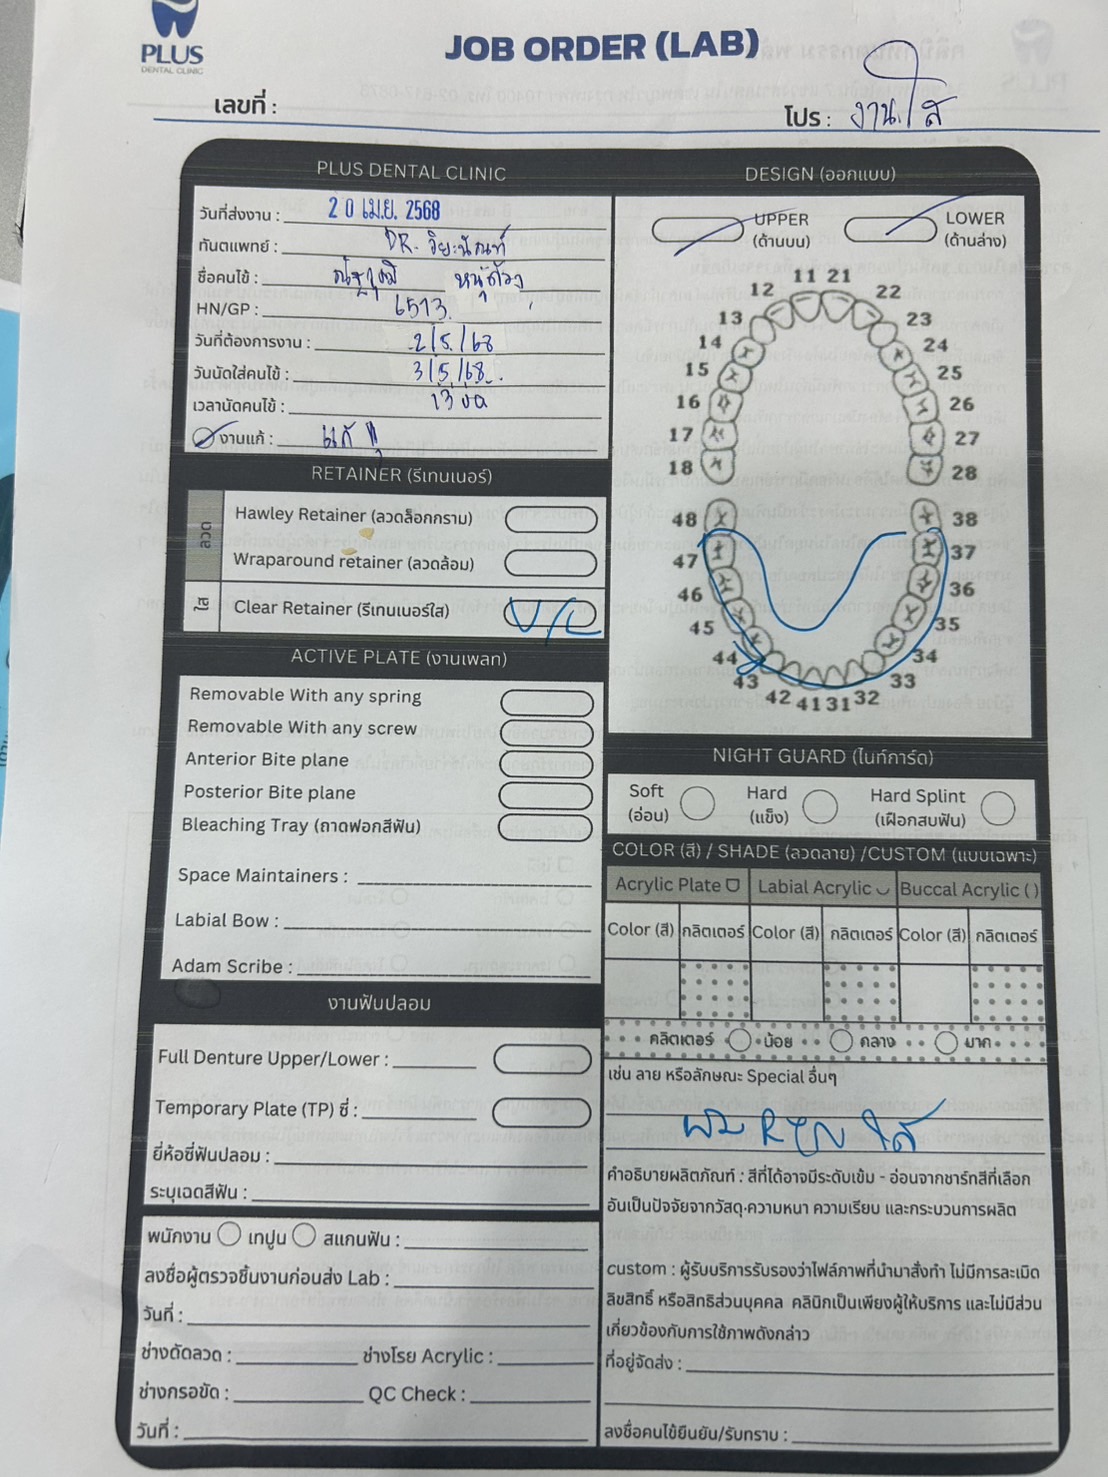 PLUS
DENTAL CLINIC
JOB ORDER (LAB)
เลขที่ :
โปร : งานใส
PLUS DENTAL CLINIC
วันที่ส่งงาน : 20 เม.ย. 2568
ทันตแพทย์ : DR.
ชื่อคนไข้ :
HN/GP : 6513
วันที่ต้องการงาน : 2/5/68
วันนัดใส่คนไข้ : 3/5/68
เวลานัดคนไข้ : 13 00
งานแก้ : แก้
RETAINER (รีเทนเนอร์)
ลวด
Hawley Retainer (ลวดล็อกกราม)
Wraparound retainer (ลวดล้อม)
ใส
Clear Retainer (รีเทนเนอร์ใส) U/L
ACTIVE PLATE (งานเพลท)
Removable With any spring
Removable With any screw
Anterior Bite plane
Posterior Bite plane
Bleaching Tray (ถาดฟอกสีฟัน)
Space Maintainers :
Labial Bow :
Adam Scribe :
งานฟันปลอม
Full Denture Upper/Lower :
Temporary Plate (TP) ซี่ :
ยี่ห้อซี่ฟันปลอม :
ระบุเฉดสีฟัน :
พนักงาน เทปูน สแกนฟัน :
ลงชื่อผู้ตรวจชิ้นงานก่อนส่ง Lab :
วันที่ :
ช่างดัดลวด : ช่างโรย Acrylic :
ช่างกรอขัด : QC Check :
วันที่ :
DESIGN (ออกแบบ)
UPPER (ด้านบน)
LOWER (ด้านล่าง)
11 21
12 22
13 23
14 24
15 25
16 26
17 27
18 28
48 38
47 37
46 36
45 35
44 34
43 33
42 41 31 32
NIGHT GUARD (ไนท์การ์ด)
Soft (อ่อน)
Hard (แข็ง)
Hard Splint (เฝือกสบฟัน)
COLOR (สี) / SHADE (ลวดลาย) /CUSTOM (แบบเฉพาะ)
Acrylic Plate Labial Acrylic Buccal Acrylic ( )
Color (สี) กลิตเตอร์ Color (สี) กลิตเตอร์ Color (สี) กลิตเตอร์
คลิตเตอร์ น้อย กลาง มาก
เช่น ลาย หรือลักษณะ Special อื่นๆ
ใส
คำอธิบายผลิตภัณฑ์ : สีที่ได้อาจมีระดับเข้ม - อ่อนจากชาร์ทสีที่เลือก
อันเป็นปัจจัยจากวัสดุ·ความหนา ความเรียบ และกระบวนการผลิต
custom : ผู้รับบริการรับรองว่าไฟล์ภาพที่นำมาสั่งทำ ไม่มีการละเมิด
ลิขสิทธิ์ หรือสิทธิส่วนบุคคล คลินิกเป็นเพียงผู้ให้บริการ และไม่มีส่วน
เกี่ยวข้องกับการใช้ภาพดังกล่าว
ที่อยู่จัดส่ง :
ลงชื่อคนไข้ยืนยัน/รับทราบ :